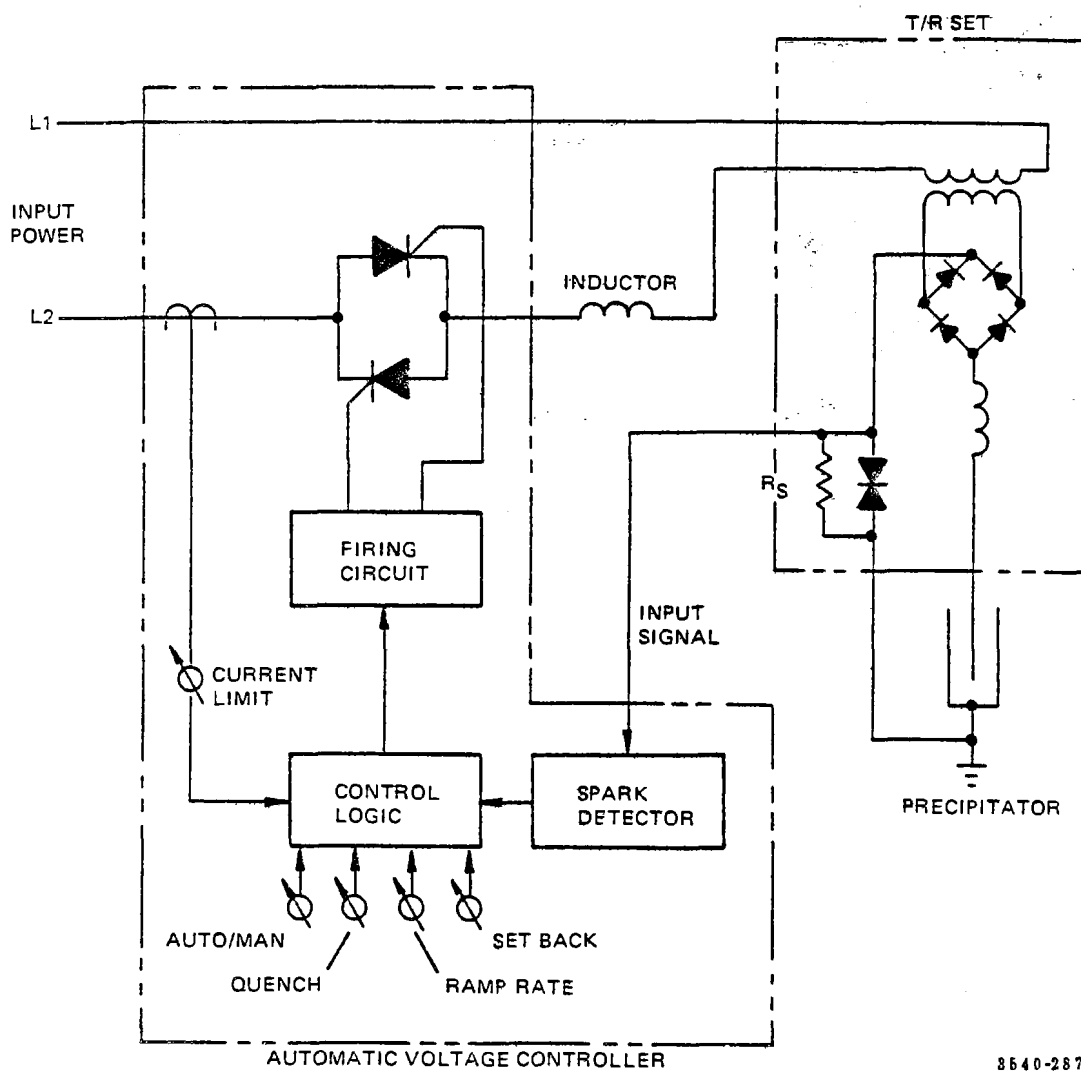 T/R SET
L1
INPUT
POWER
L2
INDUCTOR
RS
FIRING
CIRCUIT
INPUT
SIGNAL
CURRENT
LIMIT
CONTROL
LOGIC
SPARK
DETECTOR
PRECIPITATOR
AUTO/MAN
SET BACK
QUENCH
RAMP RATE
AUTOMATIC VOLTAGE CONTROLLER
3540-287